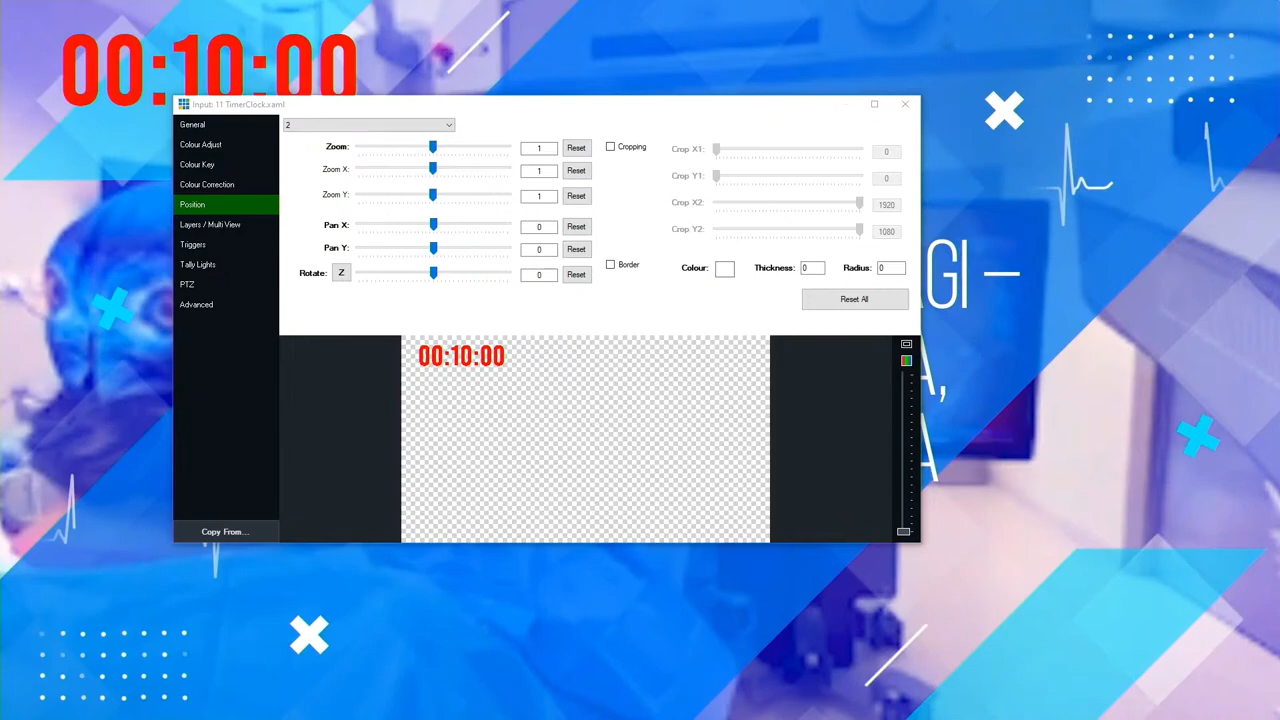 00:10:00
Input: 11 TimerClock.xaml
General
Colour Adjust
Colour Key
Colour Correction
Position
Layers / Multi View
Triggers
Tally Lights
PTZ
Advanced
Copy From...
2
Zoom: 1 Reset
Zoom X: 1 Reset
Zoom Y: 1 Reset
Pan X: 0 Reset
Pan Y: 0 Reset
Rotate: Z 0 Reset
Cropping
Crop X1: 0
Crop Y1: 0
Crop X2: 1920
Crop Y2: 1080
Border
Colour: Thickness: 0 Radius: 0
Reset All
00:10:00
AGI –
A,
A